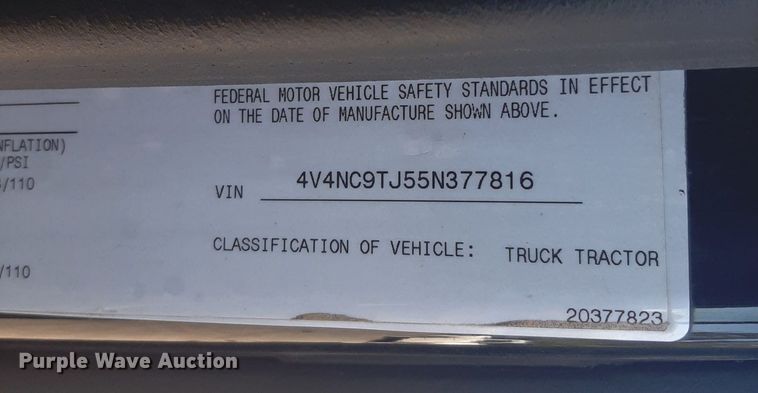 FEDERAL MOTOR VEHICLE SAFETY STANDARDS IN EFFECT
ON THE DATE OF MANUFACTURE SHOWN ABOVE.
NFLATION)
/PSI
/110
VIN 4V4NC9TJ55N377816
CLASSIFICATION OF VEHICLE: TRUCK TRACTOR
/110
20377823
Purple Wave Auction